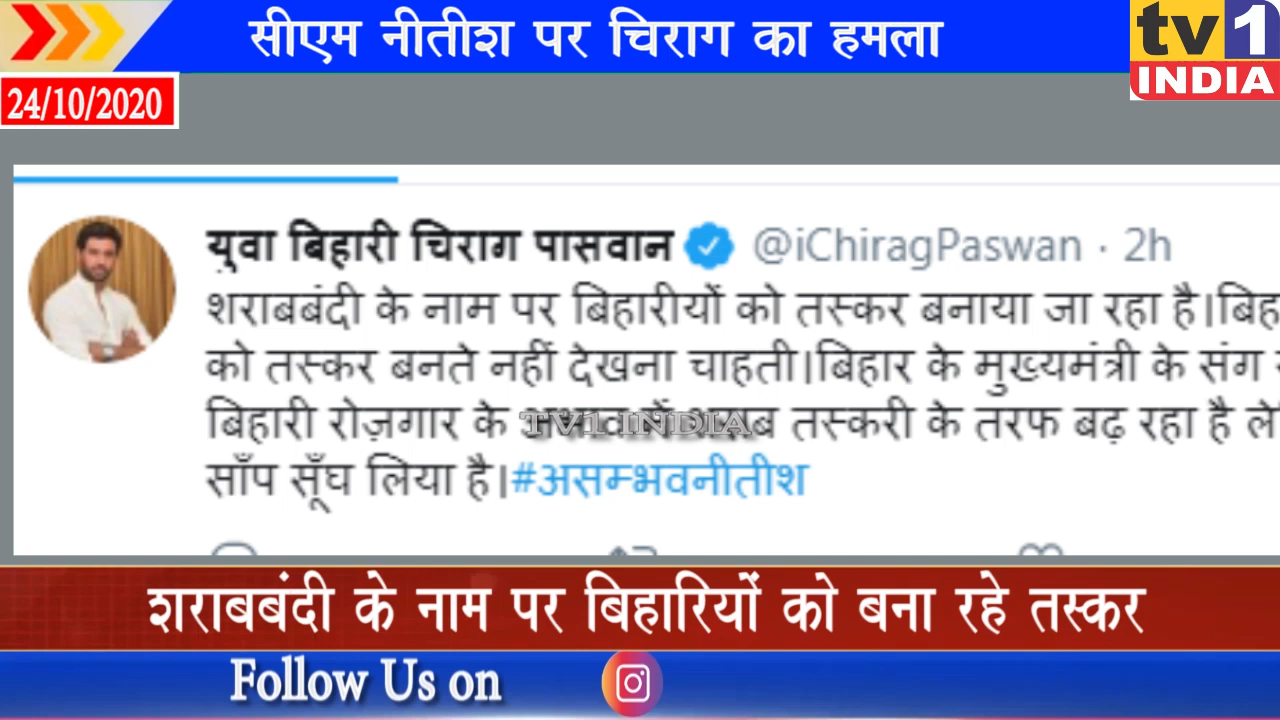 सीएम नीतीश पर चिराग का हमला
tv1
INDIA
24/10/2020
युवा बिहारी चिराग पासवान @iChiragPaswan · 2h
शराबबंदी के नाम पर बिहारीयों को तस्कर बनाया जा रहा है।बिह
को तस्कर बनते नहीं देखना चाहती।बिहार के मुख्यमंत्री के संग
बिहारी रोज़गार के तस्करी के तरफ बढ़ रहा है ले
TV1 INDIA
साँप सूँघ लिया है।#असम्भवनीतीश
शराबबंदी के नाम पर बिहारियों को बना रहे तस्कर
Follow Us on